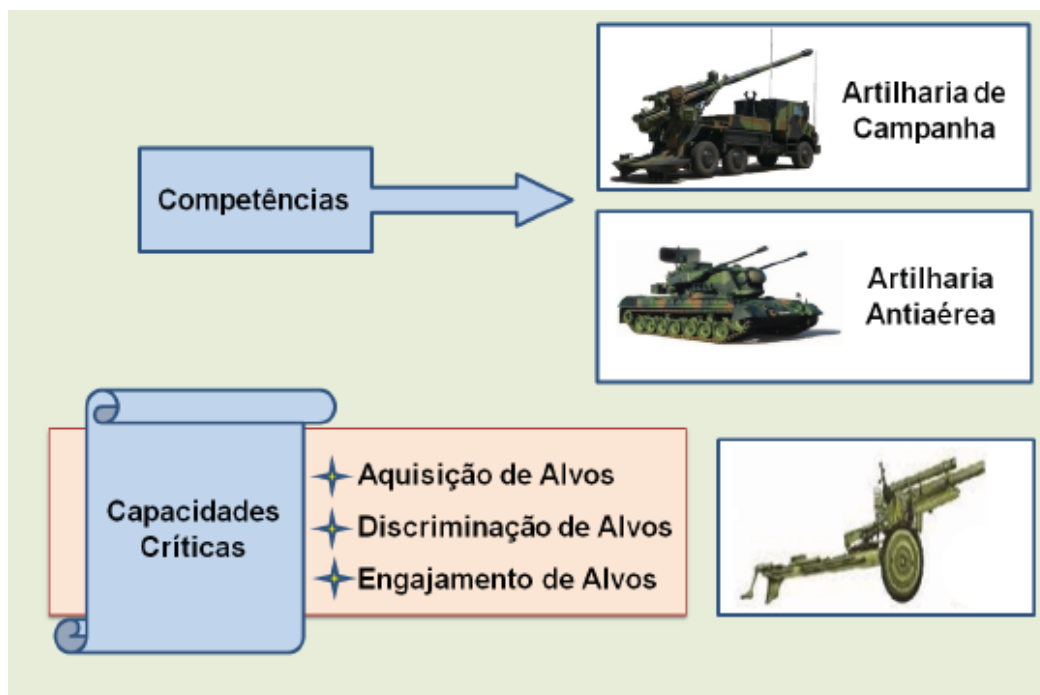 Artilharia de
Campanha
Competências
Artilharia
Antiaérea
Capacidades
Críticas
Aquisição de Alvos
Discriminação de Alvos
Engajamento de Alvos